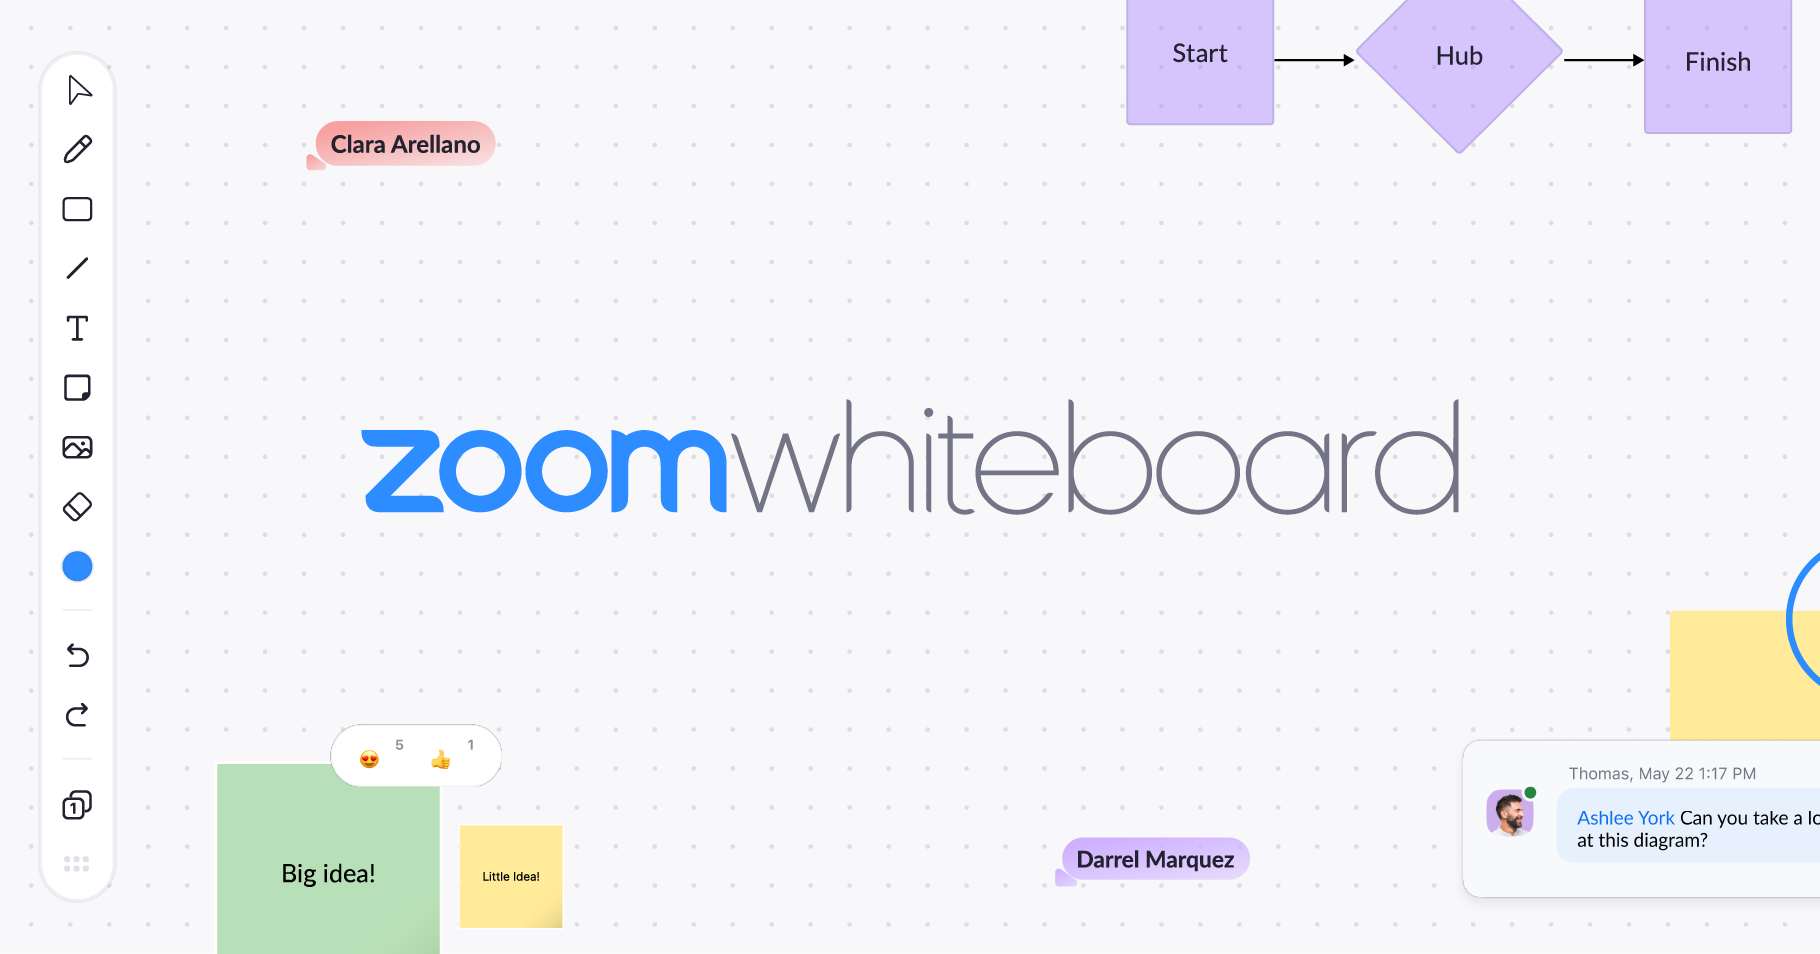 Start
Hub
Finish
Clara Arellano
zoomwhiteboard
T
5
1
1
Big idea!
Little Idea!
Darrel Marquez
Thomas, May 22 1:17 PM
Ashlee York Can you take a
at this diagram?